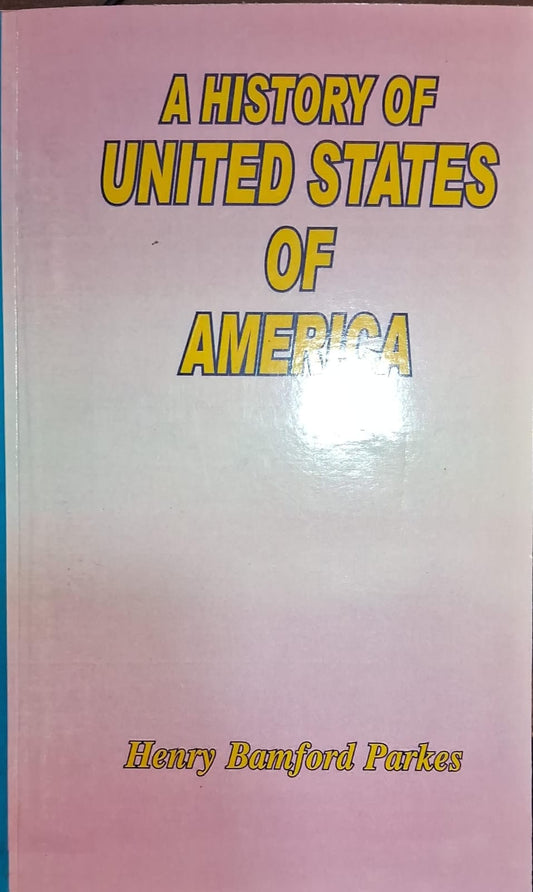 A HISTORY OF
UNITED STATES
OF
AMERICA
Henry Bamford Parkes